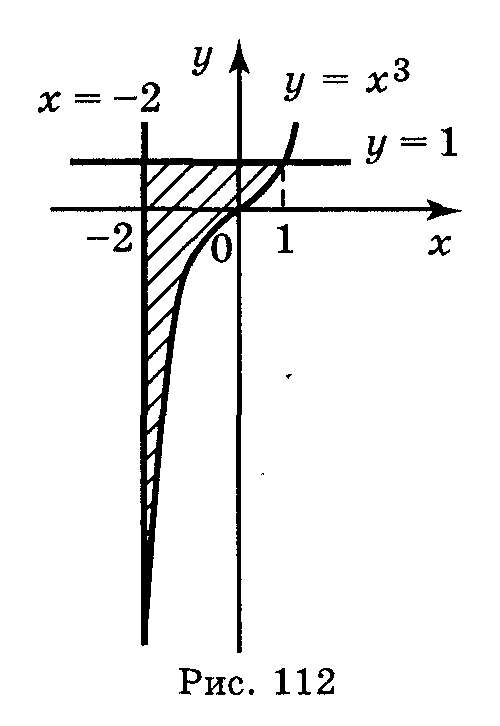 y
y = x³
x = −2
y = 1
−2
0
1
x
Рис. 112